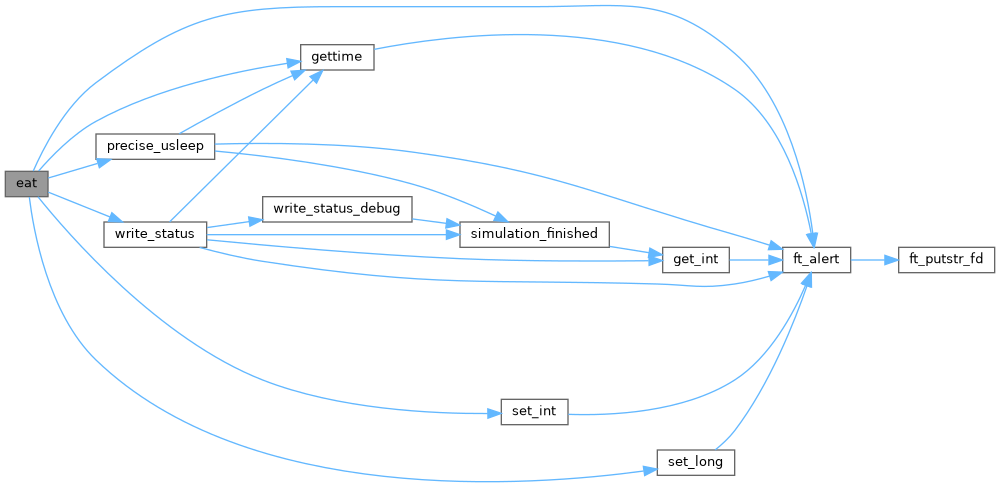 gettime
precise_usleep
eat
write_status_debug
write_status
simulation_finished
get_int
ft_alert
ft_putstr_fd
set_int
set_long